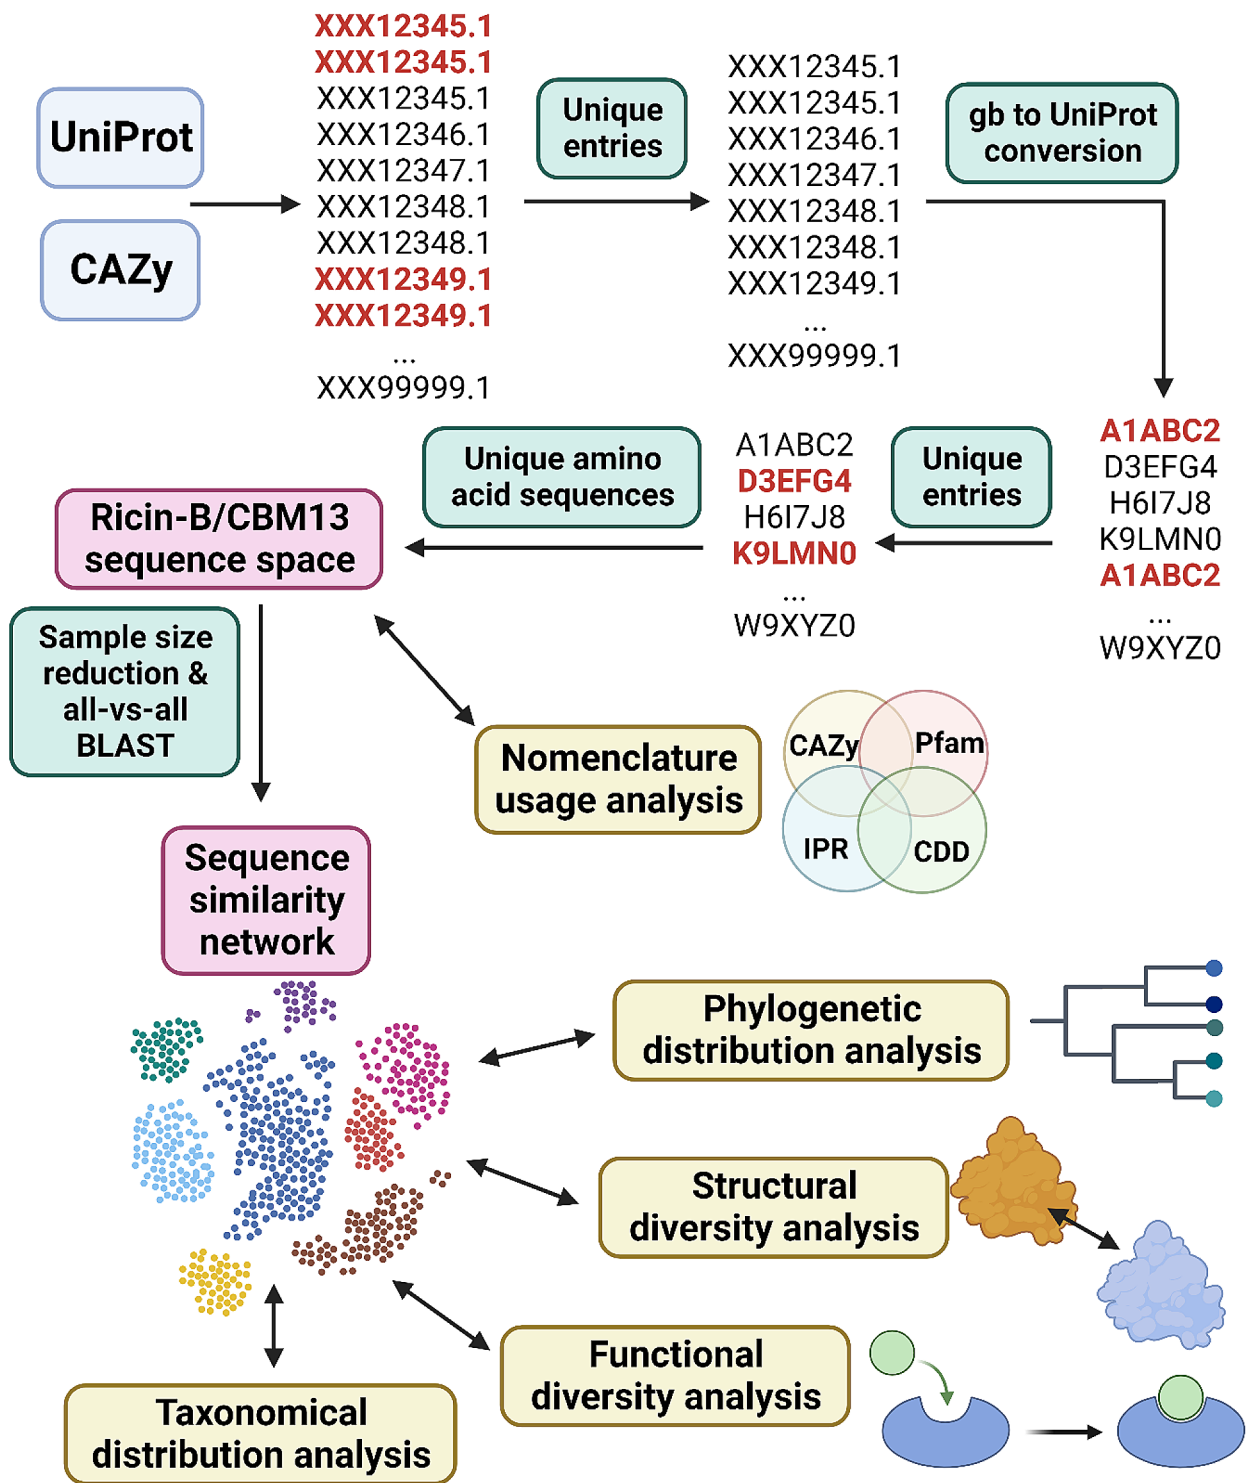 UniProt
CAZy
XXX12345.1
XXX12345.1
XXX12345.1
XXX12346.1
XXX12347.1
XXX12348.1
XXX12348.1
XXX12349.1
XXX12349.1
...
XXX99999.1
Unique
entries
XXX12345.1
XXX12345.1
XXX12346.1
XXX12347.1
XXX12348.1
XXX12348.1
XXX12349.1
...
XXX99999.1
gb to UniProt
conversion
A1ABC2
D3EFG4
H6I7J8
K9LMN0
A1ABC2
...
W9XYZ0
Unique
entries
A1ABC2
D3EFG4
H6I7J8
K9LMN0
...
W9XYZ0
Unique amino
acid sequences
Ricin-B/CBM13
sequence space
Sample size
reduction &
all-vs-all
BLAST
Nomenclature
usage analysis
CAZy
Pfam
IPR
CDD
Sequence
similarity
network
Phylogenetic
distribution analysis
Structural
diversity analysis
Functional
diversity analysis
Taxonomical
distribution analysis